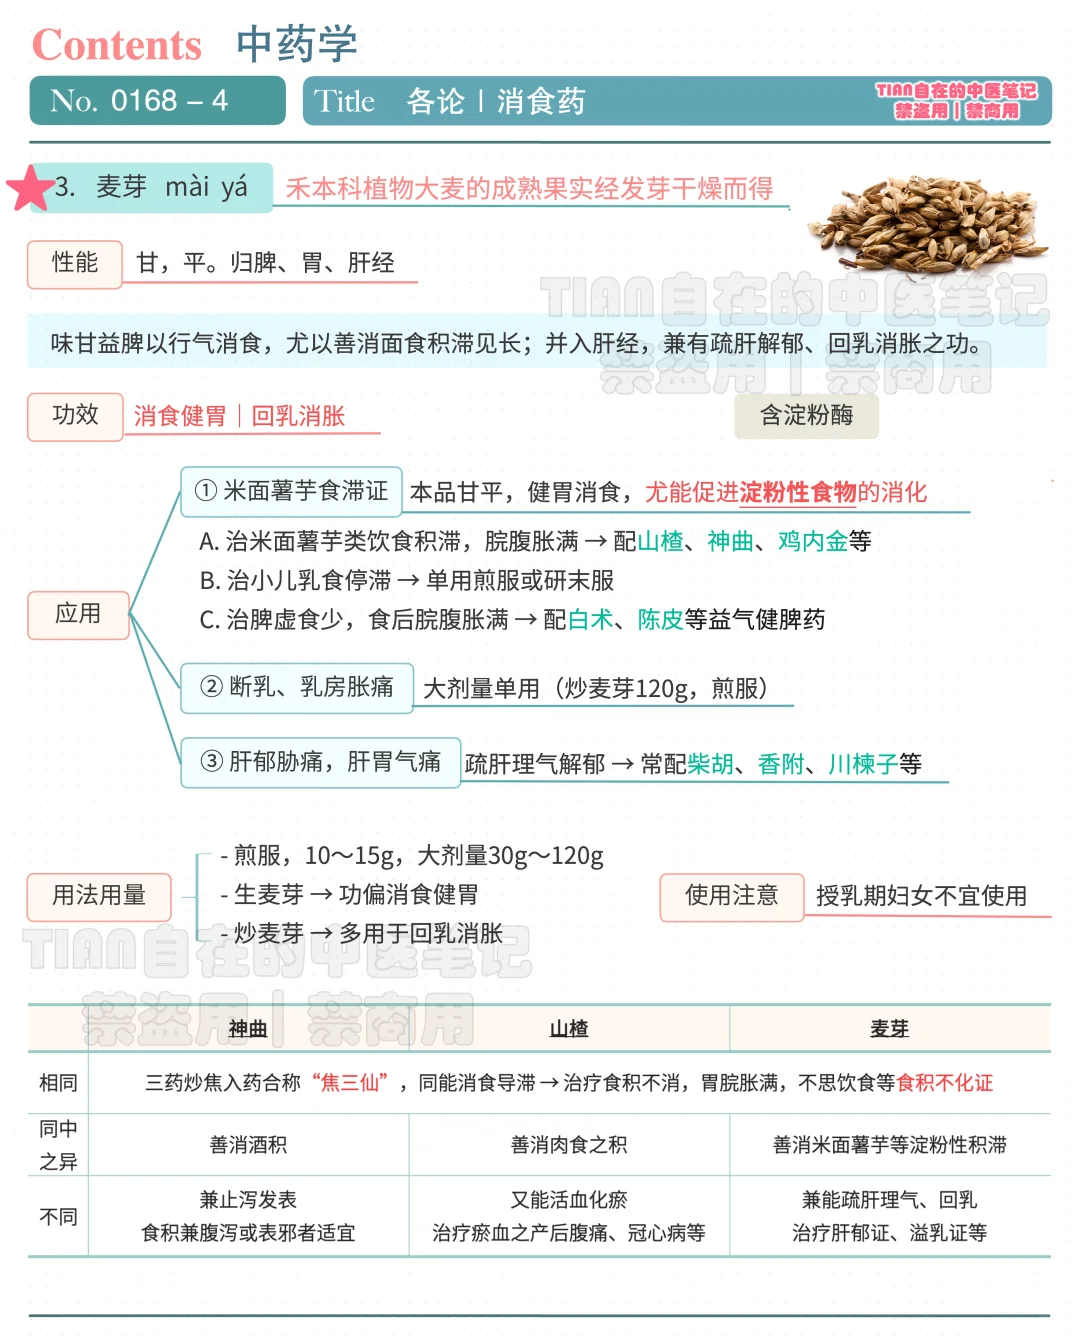 Contents 中药学
No. 0168 – 4
Title 各论 | 消食药
TIAN自在的中医笔记
禁盗用 | 禁商用
3. 麦芽 mài yá 禾本科植物大麦的成熟果实经发芽干燥而得
性能 甘，平。归脾、胃、肝经
TIAN自在的中医笔记
禁盗用 | 禁商用
味甘益脾以行气消食，尤以善消面食积滞见长；并入肝经，兼有疏肝解郁、回乳消胀之功。
功效 消食健胃｜回乳消胀
含淀粉酶
① 米面薯芋食滞证 本品甘平，健胃消食，尤能促进淀粉性食物的消化
A. 治米面薯芋类饮食积滞，脘腹胀满 → 配山楂、神曲、鸡内金等
B. 治小儿乳食停滞 → 单用煎服或研末服
应用
C. 治脾虚食少，食后脘腹胀满 → 配白术、陈皮等益气健脾药
② 断乳、乳房胀痛 大剂量单用（炒麦芽120g，煎服）
③ 肝郁胁痛，肝胃气痛 疏肝理气解郁 → 常配柴胡、香附、川楝子等
用法用量
- 煎服，10～15g，大剂量30g～120g
- 生麦芽 → 功偏消食健胃
- 炒麦芽 → 多用于回乳消胀
使用注意 授乳期妇女不宜使用
TIAN自在的中医笔记
禁盗用 | 禁商用
神曲 山楂 麦芽
相同 三药炒焦入药合称“焦三仙”，同能消食导滞 → 治疗食积不消，胃脘胀满，不思饮食等食积不化证
同中之异 善消酒积 善消肉食之积 善消米面薯芋等淀粉性积滞
不同
兼止泻发表 又能活血化瘀 兼能疏肝理气、回乳
食积兼腹泻或表邪者适宜 治疗瘀血之产后腹痛、冠心病等 治疗肝郁证、溢乳证等